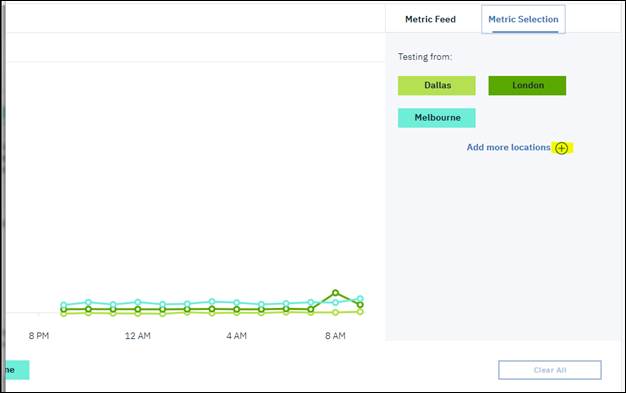 Metric Feed
Metric Selection
Testing from:
Dallas
London
Melbourne
Add more locations
8 PM
12 AM
4 AM
8 AM
ne
Clear All